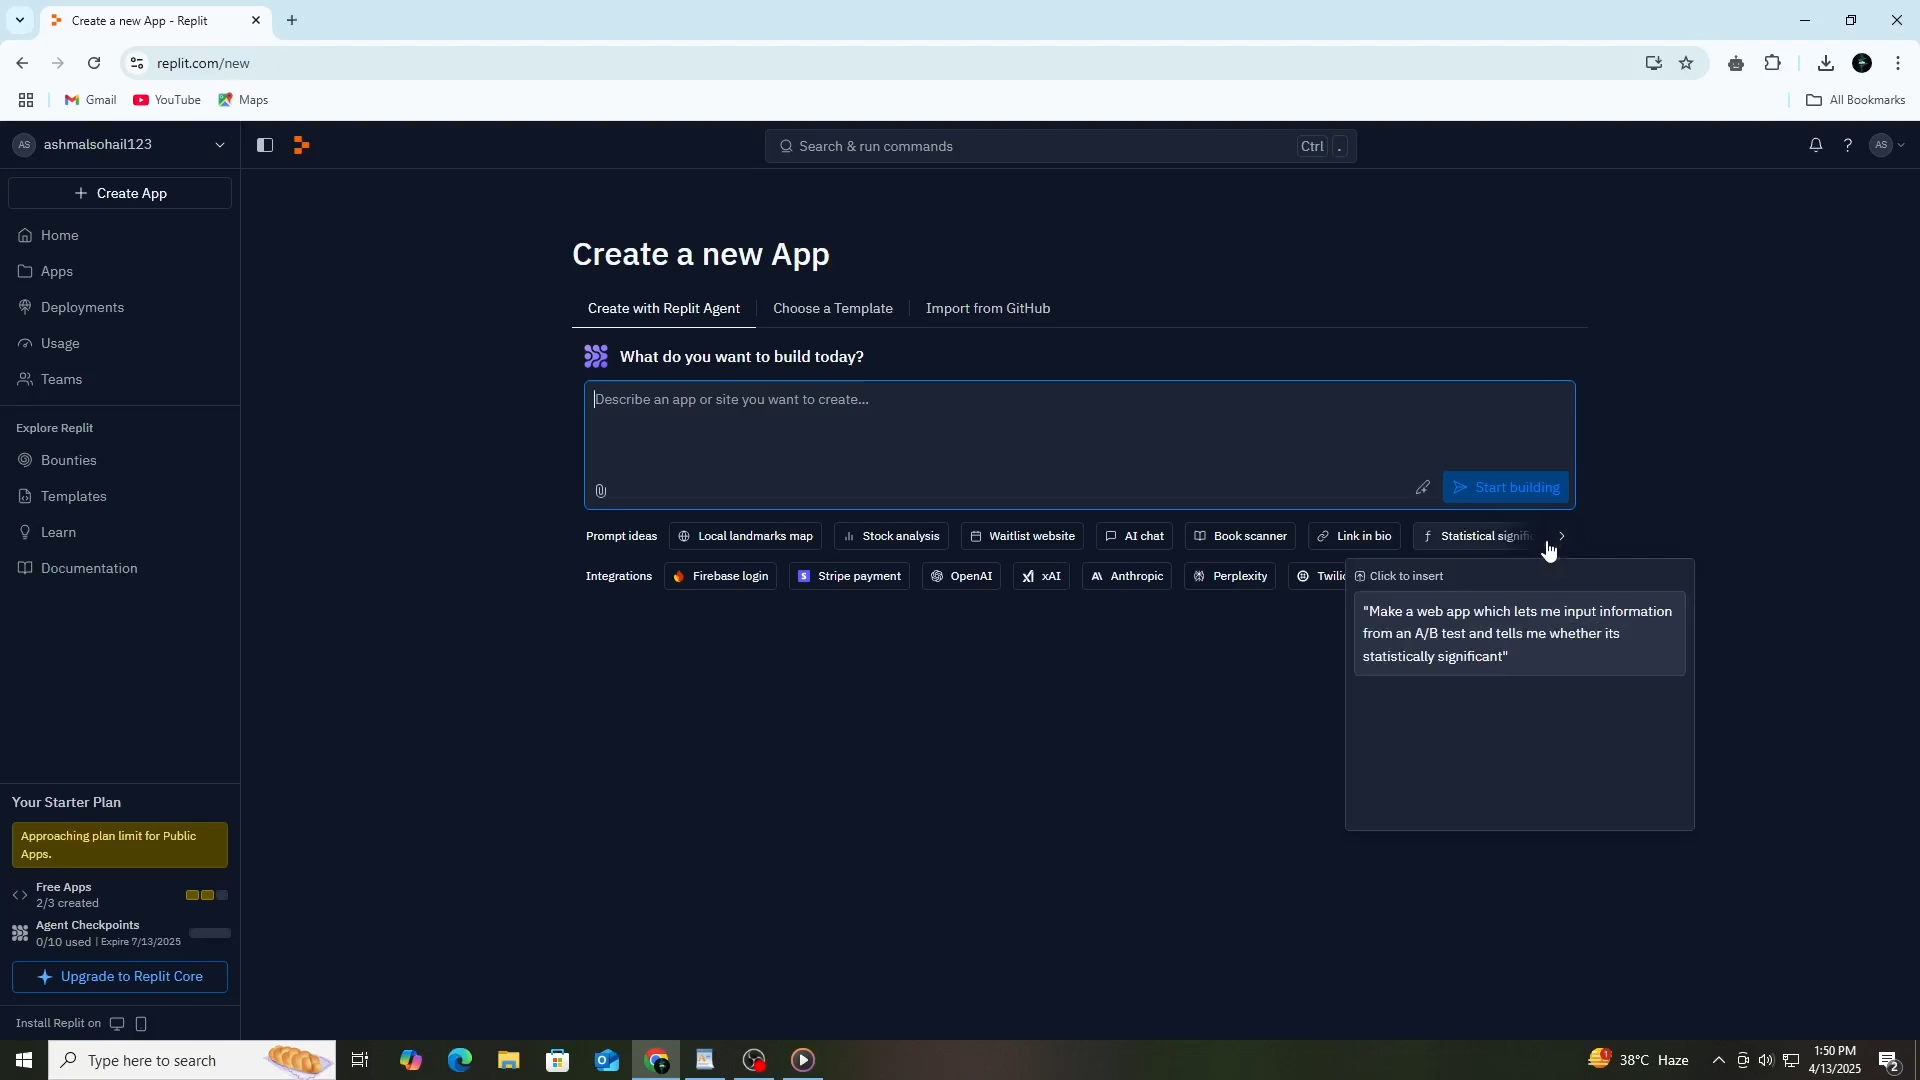 Create a new App - Replit
replit.com/new
Gmail
YouTube
Maps
All Bookmarks
AS
ashmalsohail123
Search & run commands
Ctrl
.
?
AS
Create App
Home
Apps
Deployments
Usage
Teams
Explore Replit
Bounties
Templates
Learn
Documentation
Create a new App
Create with Replit Agent
Choose a Template
Import from GitHub
What do you want to build today?
Describe an app or site you want to create...
Start building
Prompt ideas
Local landmarks map
Stock analysis
Waitlist website
AI chat
Book scanner
Link in bio
Statistical signific
Integrations
Firebase login
Stripe payment
OpenAI
xAI
Anthropic
Perplexity
Twilio
Click to insert
"Make a web app which lets me input information
from an A/B test and tells me whether its
statistically significant"
Your Starter Plan
Approaching plan limit for Public
Apps.
Free Apps
2/3 created
Agent Checkpoints
0/10 used | Expire 7/13/2025
Upgrade to Replit Core
Install Replit on
Type here to search
38°C Haze
1:50 PM
4/13/2025
2